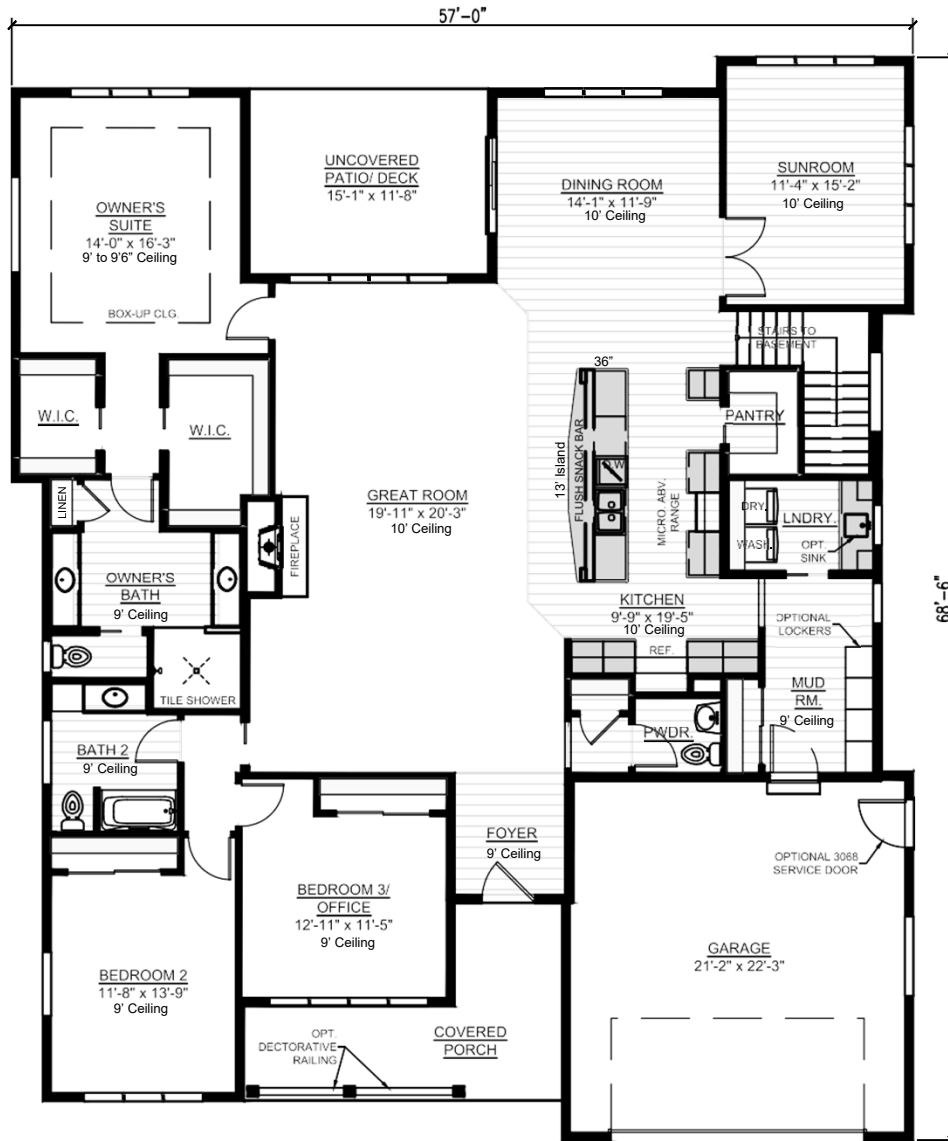 57'-0"
UNCOVERED
PATIO/ DECK
15'-1" x 11'-8"
DINING ROOM
14'-1" x 11'-9"
10' Ceiling
SUNROOM
11'-4" x 15'-2"
10' Ceiling
OWNER'S
SUITE
14'-0" x 16'-3"
9' to 9'6" Ceiling
BOX-UP CLG.
STAIRS TO
BASEMENT
36"
W.I.C.
W.I.C.
PANTRY
FLUSH SNACK BAR
13' Island
D.W.
MICRO. ABV.
RANGE
GREAT ROOM
19'-11" x 20'-3"
10' Ceiling
LINEN
FIREPLACE
DRY.
WASH.
LNDRY.
OPT.
SINK
OWNER'S
BATH
9' Ceiling
KITCHEN
9'-9" x 19'-5"
10' Ceiling
REF.
OPTIONAL
LOCKERS
68'-6"
TILE SHOWER
MUD
RM.
9' Ceiling
PWDR.
BATH 2
9' Ceiling
FOYER
9' Ceiling
OPTIONAL 3068
SERVICE DOOR
BEDROOM 3/
OFFICE
12'-11" x 11'-5"
9' Ceiling
GARAGE
21'-2" x 22'-3"
BEDROOM 2
11'-8" x 13'-9"
9' Ceiling
OPT.
DECTORATIVE
RAILING
COVERED
PORCH